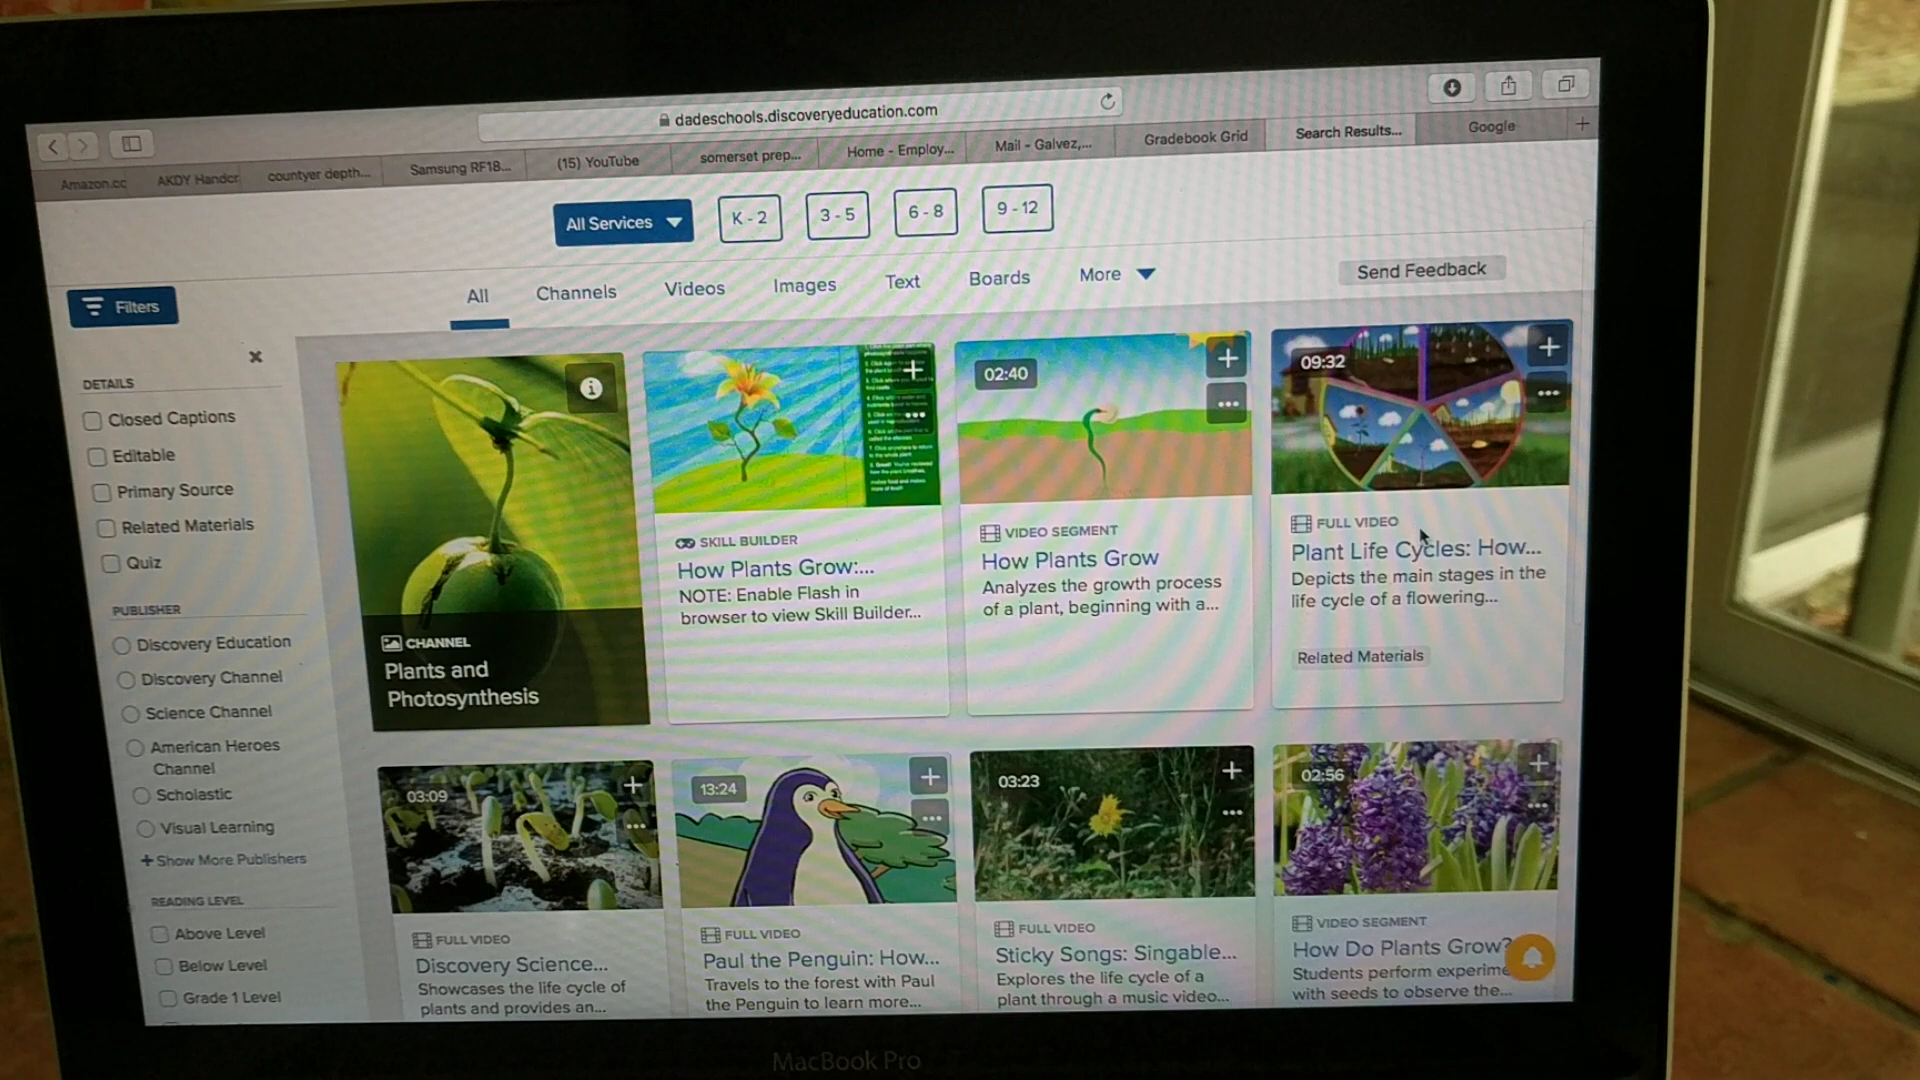 dadeschools.discoveryeducation.com
Amazon.cc
AKDY Handcr
countyer depth...
Samsung RF18...
(15) YouTube
somerset prep...
Home - Employ...
Mail - Galvez,...
Gradebook Grid
Search Results...
Google
All Services
K - 2
3 - 5
6 - 8
9 - 12
Filters
All
Channels
Videos
Images
Text
Boards
More
Send Feedback
DETAILS
Closed Captions
Editable
Primary Source
Related Materials
Quiz
PUBLISHER
Discovery Education
Discovery Channel
Science Channel
American Heroes
Channel
Scholastic
Visual Learning
+ Show More Publishers
READING LEVEL
Above Level
Below Level
Grade 1 Level
CHANNEL
Plants and
Photosynthesis
SKILL BUILDER
How Plants Grow:...
NOTE: Enable Flash in
browser to view Skill Builder...
02:40
VIDEO SEGMENT
How Plants Grow
Analyzes the growth process
of a plant, beginning with a...
09:32
FULL VIDEO
Plant Life Cycles: How...
Depicts the main stages in the
life cycle of a flowering...
Related Materials
03:09
FULL VIDEO
Discovery Science...
Showcases the life cycle of
plants and provides an...
13:24
FULL VIDEO
Paul the Penguin: How...
Travels to the forest with Paul
the Penguin to learn more...
03:23
FULL VIDEO
Sticky Songs: Singable...
Explores the life cycle of a
plant through a music video...
02:56
VIDEO SEGMENT
How Do Plants Grow?
Students perform experime
with seeds to observe the...
MacBook Pro